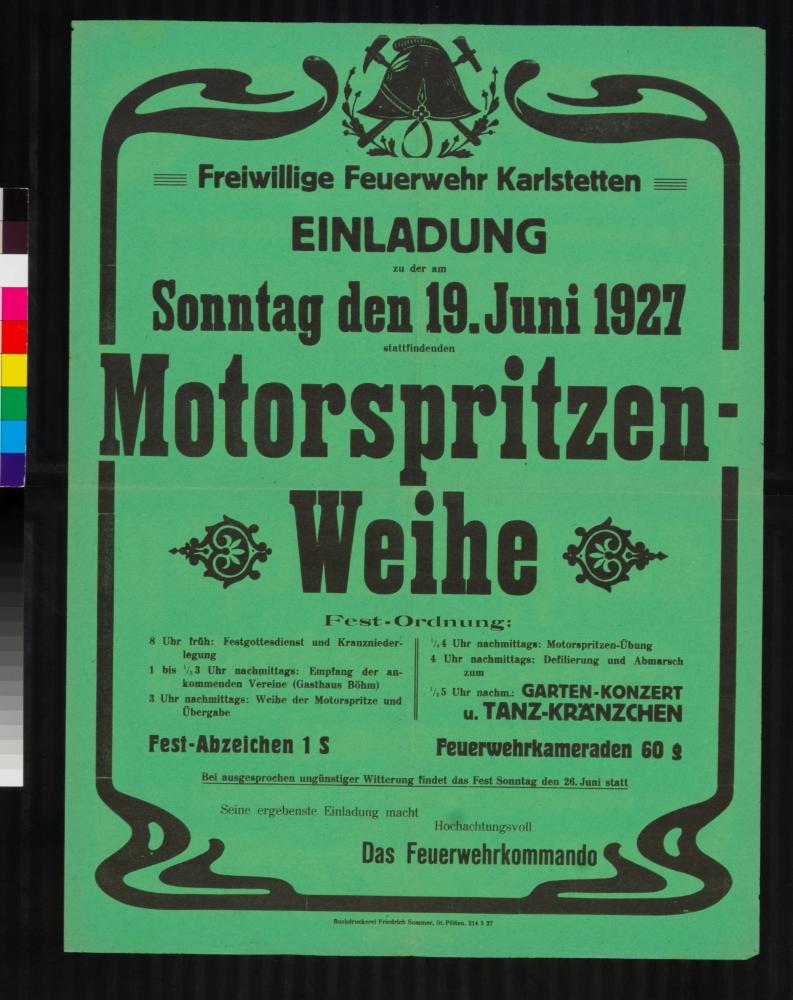 Freiwillige Feuerwehr Karlstetten
EINLADUNG
zu der am
Sonntag den 19. Juni 1927
stattfindenden
Motorspritzen-
Weihe
Fest-Ordnung:
8 Uhr früh: Festgottesdienst und Kranznieder-
legung
1 bis ½3 Uhr nachmittags: Empfang der an-
kommenden Vereine (Gasthaus Böhm)
3 Uhr nachmittags: Weihe der Motorspritze und
Übergabe
¼4 Uhr nachmittags: Motorspritzen-Übung
4 Uhr nachmittags: Defilierung und Abmarsch
zum
½5 Uhr nachm.: GARTEN-KONZERT
u. TANZ-KRÄNZCHEN
Fest-Abzeichen 1 S
Feuerwehrkameraden 60 g
Bei ausgesprochen ungünstiger Witterung findet das Fest Sonntag den 26. Juni statt
Seine ergebenste Einladung macht
Hochachtungsvoll
Das Feuerwehrkommando
Buchdruckerei Friedrich Sommer, St. Pölten. 214 5 27